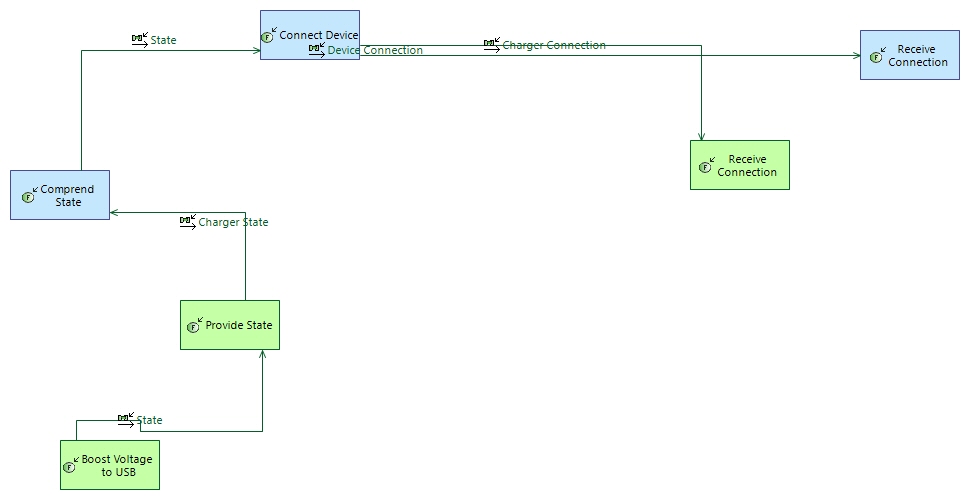 State
Connect Device
Device Connection
Charger Connection
Receive
Connection
Receive
Connection
Comprend
State
Charger State
Provide State
State
Boost Voltage
to USB